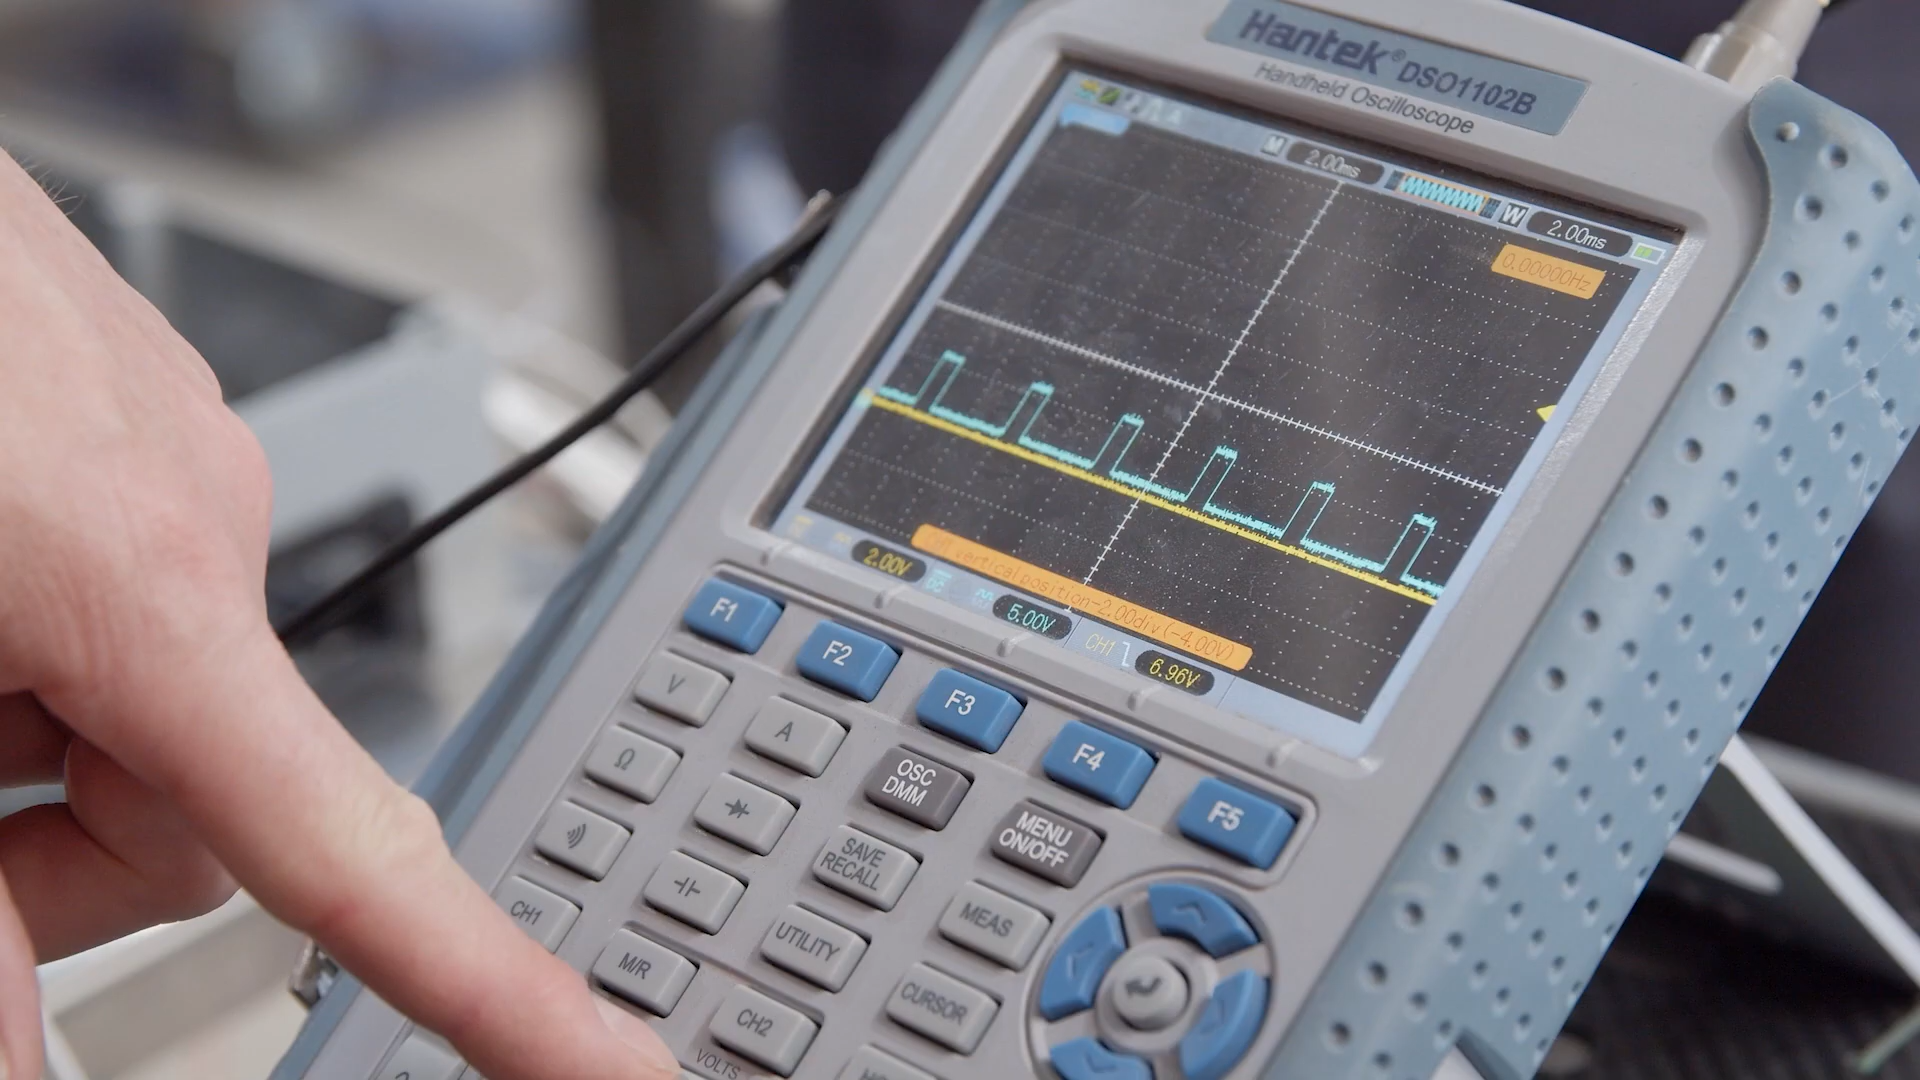 Hantek® DSO1102B
Handheld Oscilloscope
M 2.00ms W 2.00ms
0.00000Hz
vertical position-2.00div(-4.00V)
2.00V 5.00V CH1 6.96V
F1 F2 F3 F4 F5
V A OSC DMM MENU ON/OFF
Ω SAVE RECALL MEAS
CH1 M/R UTILITY CURSOR
CH2
VOLTS